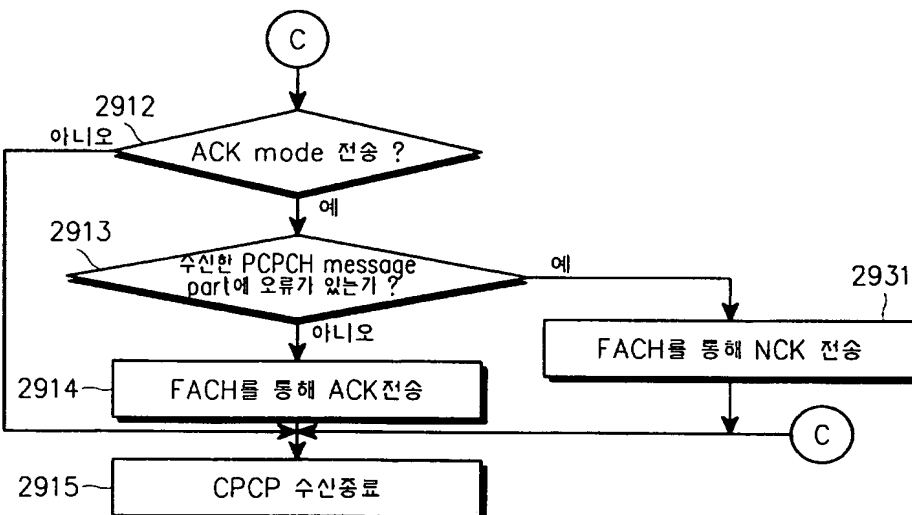 C
2912
아니오
ACK mode 전송 ?
예
2913
수신한 PCPCH message
part에 오류가 있는가 ?
예
2931
아니오
FACH를 통해 NCK 전송
2914
FACH를 통해 ACK전송
C
2915
CPCP 수신종료